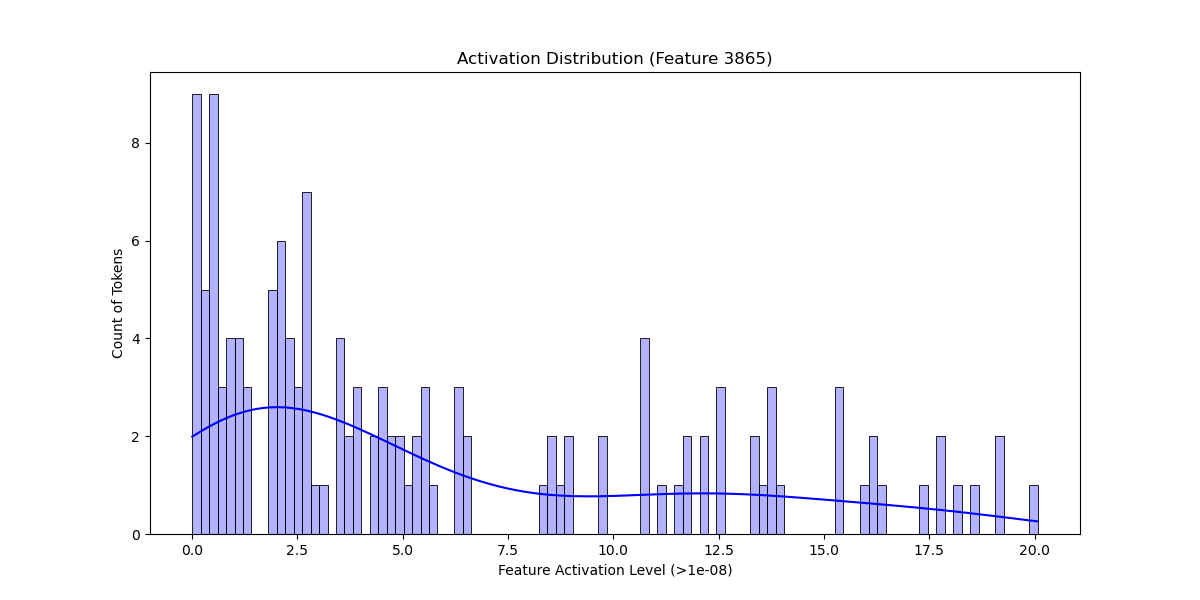 Activation Distribution (Feature 3865)
Count of Tokens
8
6
4
2
0
0.0 2.5 5.0 7.5 10.0 12.5 15.0 17.5 20.0
Feature Activation Level (>1e-08)